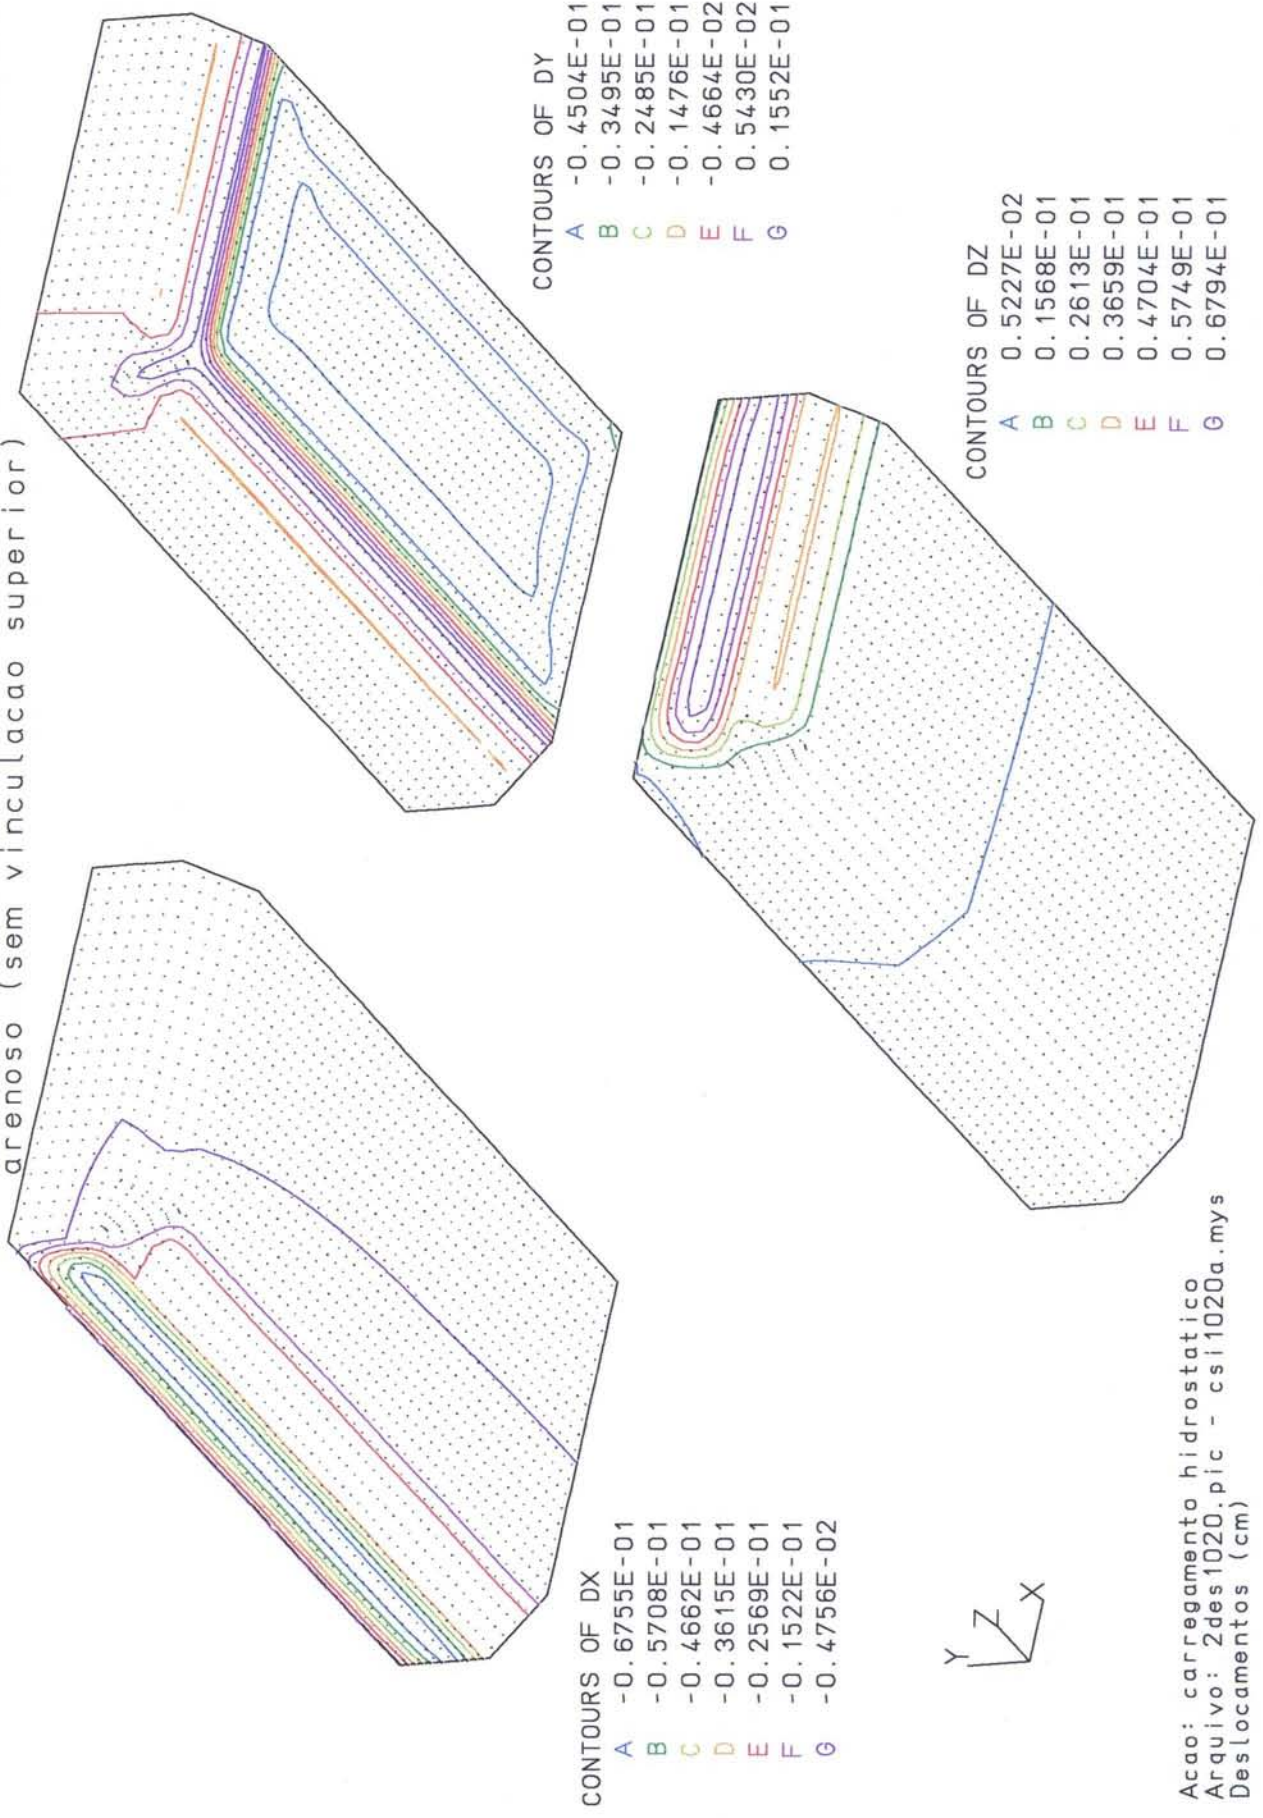 arenoso (sem vinculacao superior)
CONTOURS OF DX
A -0.6755E-01
B -0.5708E-01
C -0.4662E-01
D -0.3615E-01
E -0.2569E-01
F -0.1522E-01
G -0.4756E-02
CONTOURS OF DY
A -0.4504E-01
B -0.3495E-01
C -0.2485E-01
D -0.1476E-01
E -0.4664E-02
F 0.5430E-02
G 0.1552E-01
CONTOURS OF DZ
A 0.5227E-02
B 0.1568E-01
C 0.2613E-01
D 0.3659E-01
E 0.4704E-01
F 0.5749E-01
G 0.6794E-01
Y
Z
X
Acao: carregamento hidrostatico
Arquivo: 2des1020.pic - csi1020a.mys
Deslocamentos (cm)